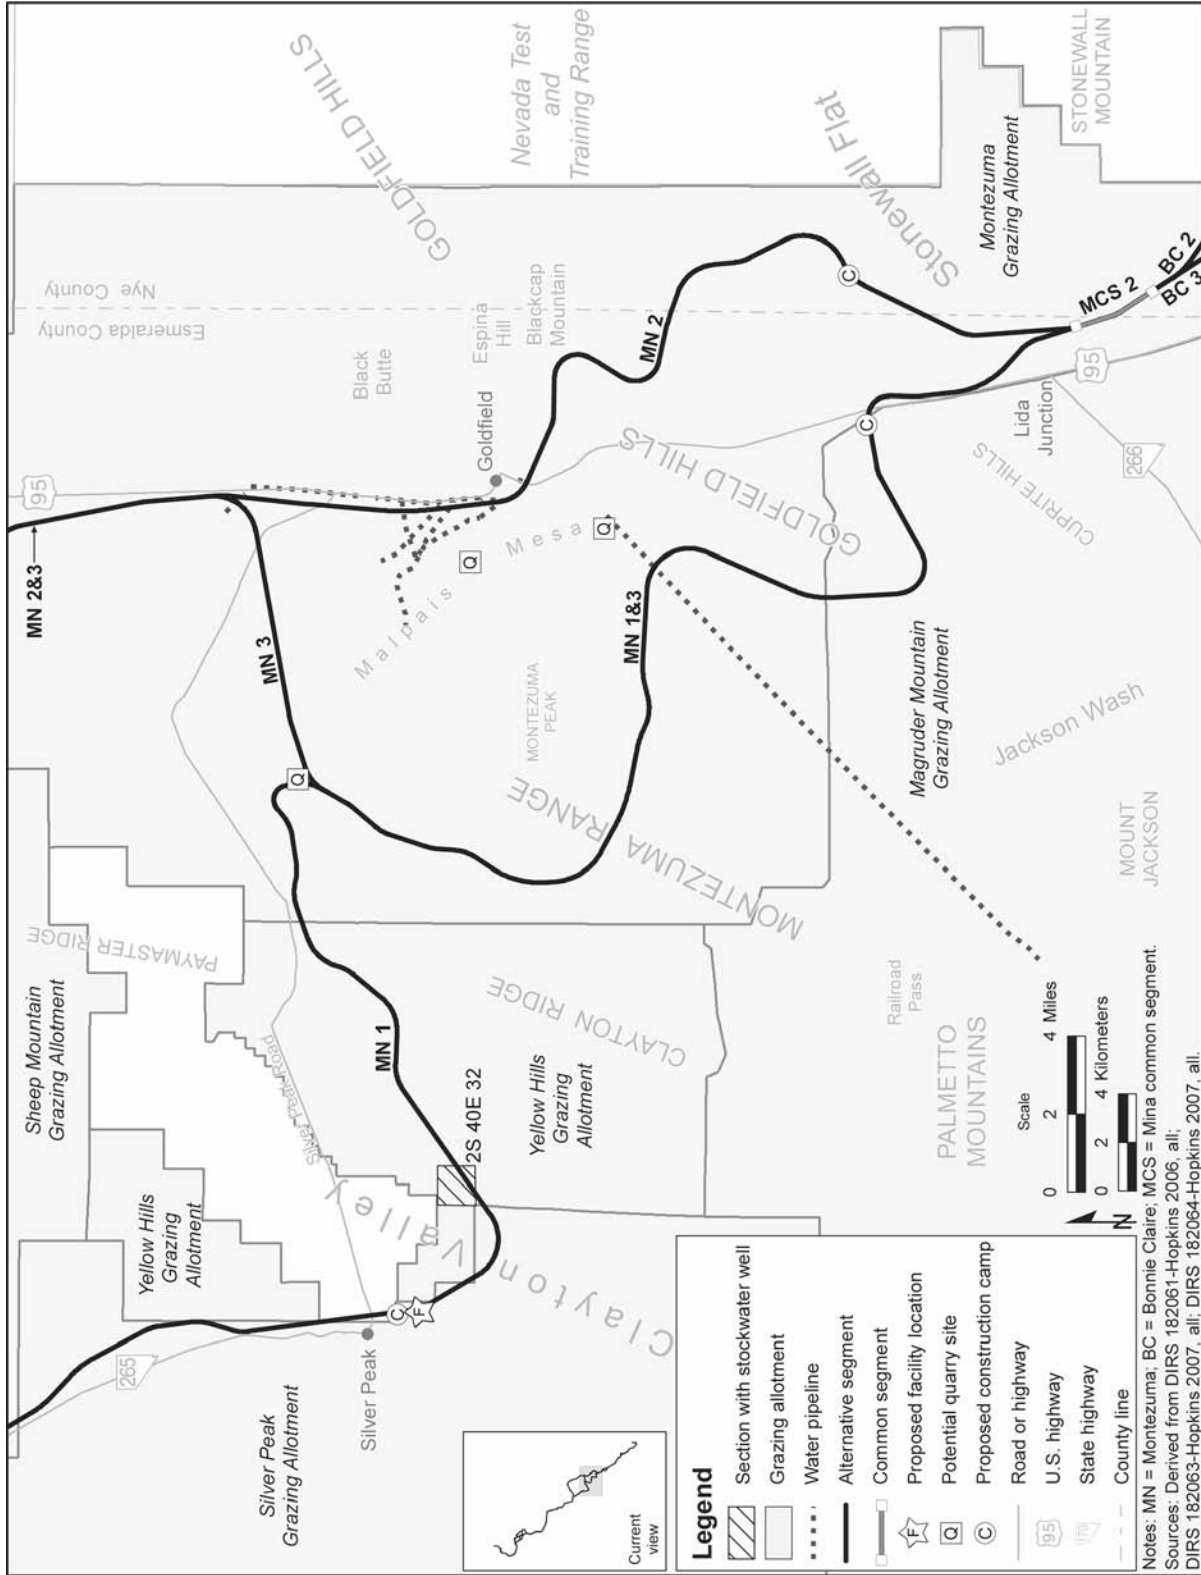 Nevada Test
and
Training Range
GOLDFIELD HILLS
Stonewall Flat
STONEWALL
MOUNTAIN
Montezuma
Grazing Allotment
Nye County
Esmeralda County
Black
Butte
Espina
Hill
Blackcap
Mountain
MN 2
C
MCS 2
BC 2
BC 3
95
MN 2&3
Goldfield
GOLDFIELD HILLS
C
Lida
Junction
95
266
CUPRITE HILLS
MN 3
Malpais Mesa
Q
Q
MN 1&3
MONTEZUMA
PEAK
Q
MONTEZUMA RANGE
Magruder Mountain
Grazing Allotment
Jackson Wash
MOUNT
JACKSON
Sheep Mountain
Grazing Allotment
PAYMASTER RIDGE
MN 1
CLAYTON RIDGE
Railroad
Pass
PALMETTO
MOUNTAINS
Yellow Hills
Grazing
Allotment
Silver Peak Road
2S 40E 32
Yellow Hills
Grazing
Allotment
Clayton Valley
C
F
265
Silver Peak
Silver Peak
Grazing Allotment
Scale
0 2 4 Miles
0 2 4 Kilometers
N
Current
view
Legend
Section with stockwater well
Grazing allotment
Water pipeline
Alternative segment
Common segment
F Proposed facility location
Q Potential quarry site
C Proposed construction camp
Road or highway
95 U.S. highway
State highway
County line
Notes: MN = Montezuma; BC = Bonnie Claire; MCS = Mina common segment.
Sources: Derived from DIRS 182061-Hopkins 2006, all;
DIRS 182063-Hopkins 2007, all; DIRS 182064-Hopkins 2007, all.